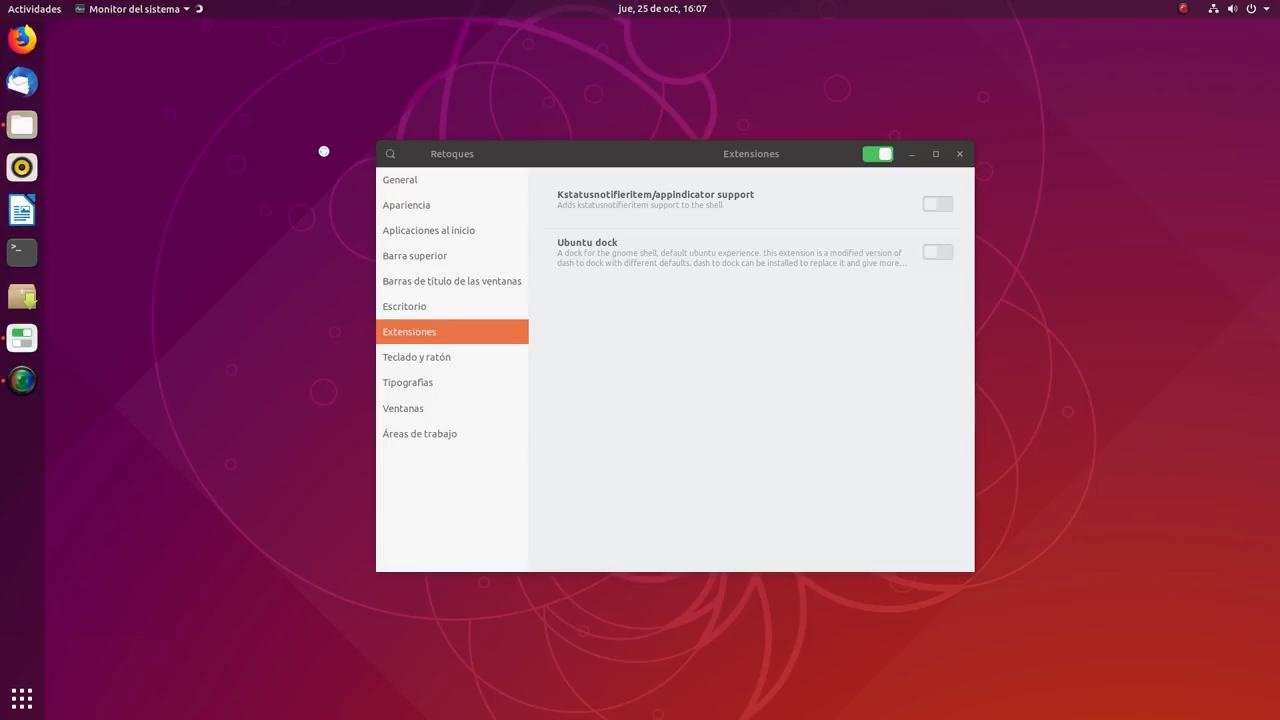 Actividades
Monitor del sistema
jue, 25 de oct, 16:07
Retoques
Extensiones
General
Apariencia
Aplicaciones al inicio
Barra superior
Barras de título de las ventanas
Escritorio
Extensiones
Teclado y ratón
Tipografías
Ventanas
Áreas de trabajo
Kstatusnotifieritem/appindicator support
Adds kstatusnotifieritem support to the shell
Ubuntu dock
A dock for the gnome shell, default ubuntu experience. this extension is a modified version of
dash to dock with different defaults. dash to dock can be installed to replace it and give more...